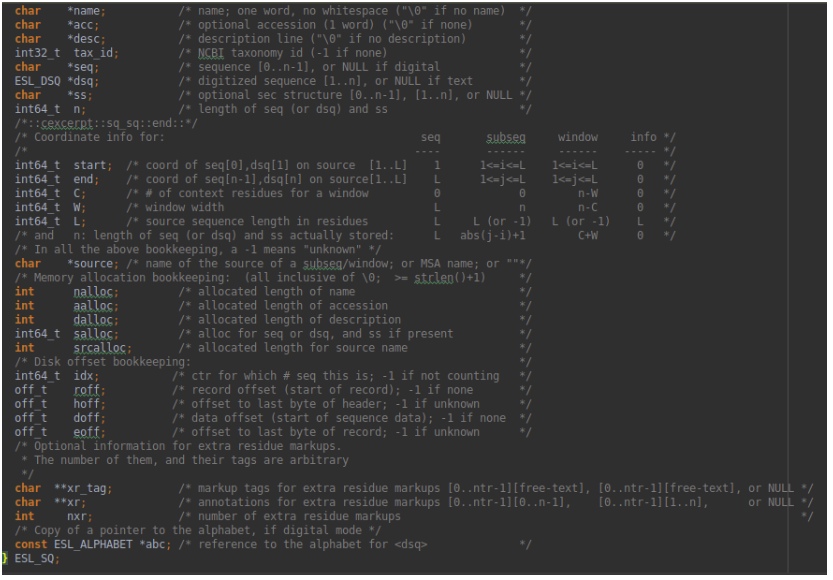 char    *name;           /* name; one word, no whitespace ("\0" if no name)  */
char    *acc;            /* optional accession (1 word) ("\0" if none)       */
char    *desc;           /* description line ("\0" if no description)        */
int32_t  tax_id;         /* NCBI taxonomy id (-1 if none)                    */
char    *seq;            /* sequence [0..n-1], or NULL if digital            */
ESL_DSQ *dsq;            /* digitized sequence [1..n], or NULL if text       */
char    *ss;             /* optional sec structure [0..n-1], [1..n], or NULL */
int64_t  n;              /* length of seq (or dsq) and ss                    */
/*::cexcerpt::sq_sq::end::*/
/* Coordinate info for:                                       seq       subseq     window     info */
/*                                                           ----       ------     ------    ----- */
int64_t  start;  /* coord of seq[0],dsq[1] on source  [1..L]    1      1<=i<=L    1<=i<=L      0   */
int64_t  end;    /* coord of seq[n-1],dsq[n] on source[1..L]    L      1<=j<=L    1<=j<=L      0   */
int64_t  C;      /* # of context residues for a window          0            0        n-W      0   */
int64_t  W;      /* window width                                L            n        n-C      0   */
int64_t  L;      /* source sequence length in residues          L     L (or -1)   L (or -1)    L   */
/* and   n: length of seq (or dsq) and ss actually stored:      L   abs(j-i)+1        C+W      0   */
/* In all the above bookkeeping, a -1 means "unknown" */
char    *source; /* name of the source of a subseq/window; or MSA name; or ""*/
/* Memory allocation bookkeeping:  (all inclusive of \0;  >= strlen()+1)     */
int      nalloc;         /* allocated length of name                         */
int      aalloc;         /* allocated length of accession                    */
int      dalloc;         /* allocated length of description                  */
int64_t  salloc;         /* alloc for seq or dsq, and ss if present          */
int      srcalloc;       /* allocated length for source name                 */
/* Disk offset bookkeeping:                                                  */
int64_t  idx;           /* ctr for which # seq this is; -1 if not counting   */
off_t    roff;          /* record offset (start of record); -1 if none       */
off_t    hoff;          /* offset to last byte of header; -1 if unknown      */
off_t    doff;          /* data offset (start of sequence data); -1 if none  */
off_t    eoff;          /* offset to last byte of record; -1 if unknown      */
/* Optional information for extra residue markups.
 * The number of them, and their tags are arbitrary
 */
char  **xr_tag;          /* markup tags for extra residue markups [0..ntr-1][free-text], [0..ntr-1][free-text], or NULL */
char  **xr;              /* annotations for extra residue markups [0..ntr-1][0..n-1],    [0..ntr-1][1..n],      or NULL */
int     nxr;             /* number of extra residue markups                                                              */
/* Copy of a pointer to the alphabet, if digital mode */
const ESL_ALPHABET *abc; /* reference to the alphabet for <dsq>              */
} ESL_SQ;